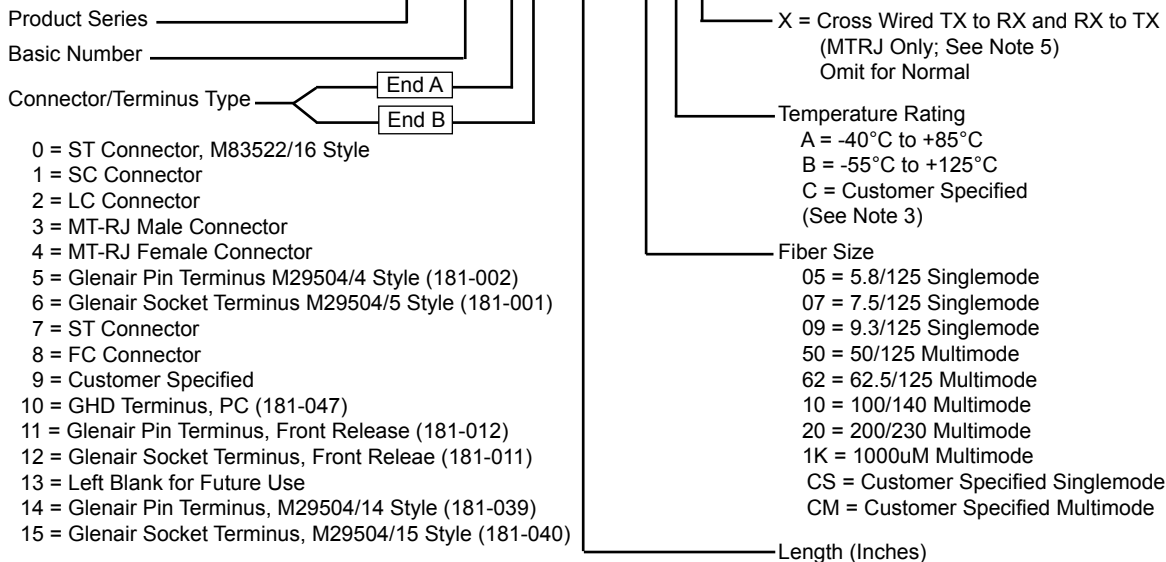 Product Series
Basic Number
Connector/Terminus Type
End A
End B
0 = ST Connector, M83522/16 Style
1 = SC Connector
2 = LC Connector
3 = MT-RJ Male Connector
4 = MT-RJ Female Connector
5 = Glenair Pin Terminus M29504/4 Style (181-002)
6 = Glenair Socket Terminus M29504/5 Style (181-001)
7 = ST Connector
8 = FC Connector
9 = Customer Specified
10 = GHD Terminus, PC (181-047)
11 = Glenair Pin Terminus, Front Release (181-012)
12 = Glenair Socket Terminus, Front Releae (181-011)
13 = Left Blank for Future Use
14 = Glenair Pin Terminus, M29504/14 Style (181-039)
15 = Glenair Socket Terminus, M29504/15 Style (181-040)
X = Cross Wired TX to RX and RX to TX
(MTRJ Only; See Note 5)
Omit for Normal
Temperature Rating
A = -40°C to +85°C
B = -55°C to +125°C
C = Customer Specified
(See Note 3)
Fiber Size
05 = 5.8/125 Singlemode
07 = 7.5/125 Singlemode
09 = 9.3/125 Singlemode
50 = 50/125 Multimode
62 = 62.5/125 Multimode
10 = 100/140 Multimode
20 = 200/230 Multimode
1K = 1000uM Multimode
CS = Customer Specified Singlemode
CM = Customer Specified Multimode
Length (Inches)